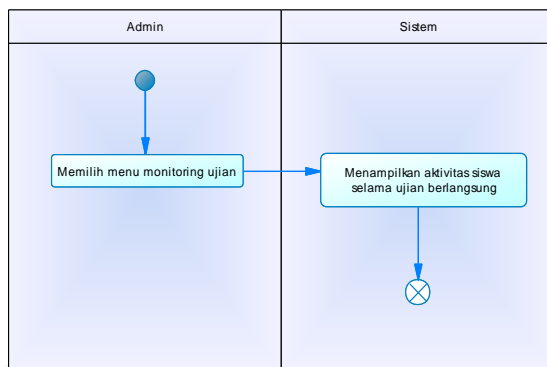 Admin
Sistem
Memilih menu monitoring ujian
Menampilkan aktivitas siswa
selama ujian berlangsung